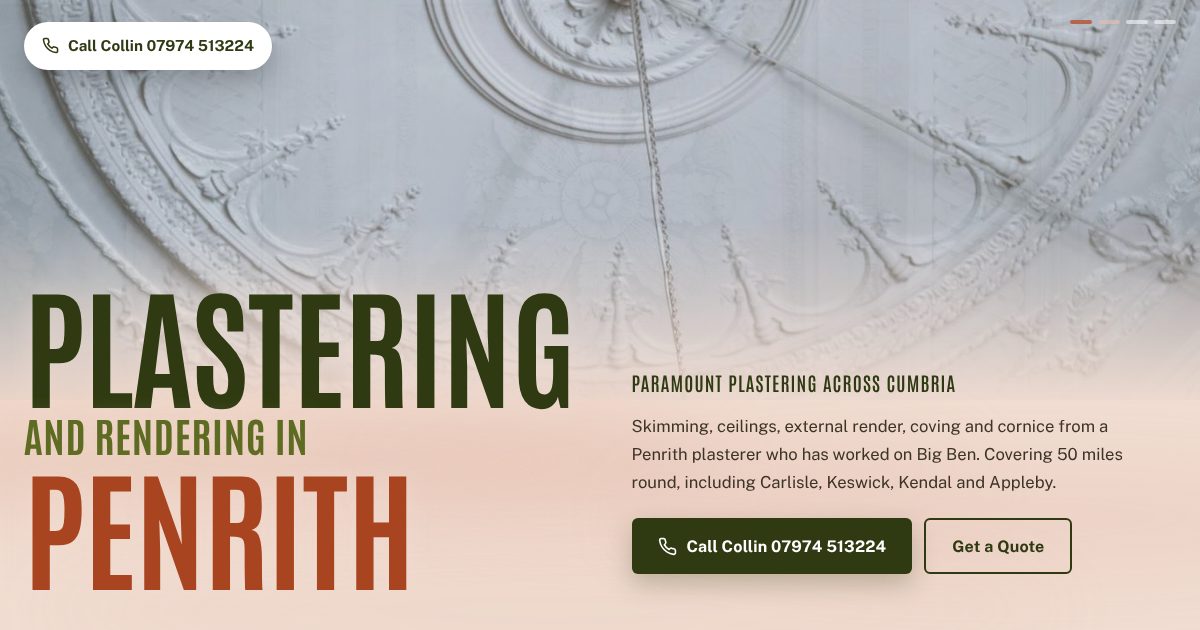 Call Collin 07974 513224
PLASTERING
AND RENDERING IN
PENRITH
PARAMOUNT PLASTERING ACROSS CUMBRIA
Skimming, ceilings, external render, coving and cornice from a
Penrith plasterer who has worked on Big Ben. Covering 50 miles
round, including Carlisle, Keswick, Kendal and Appleby.
Call Collin 07974 513224
Get a Quote